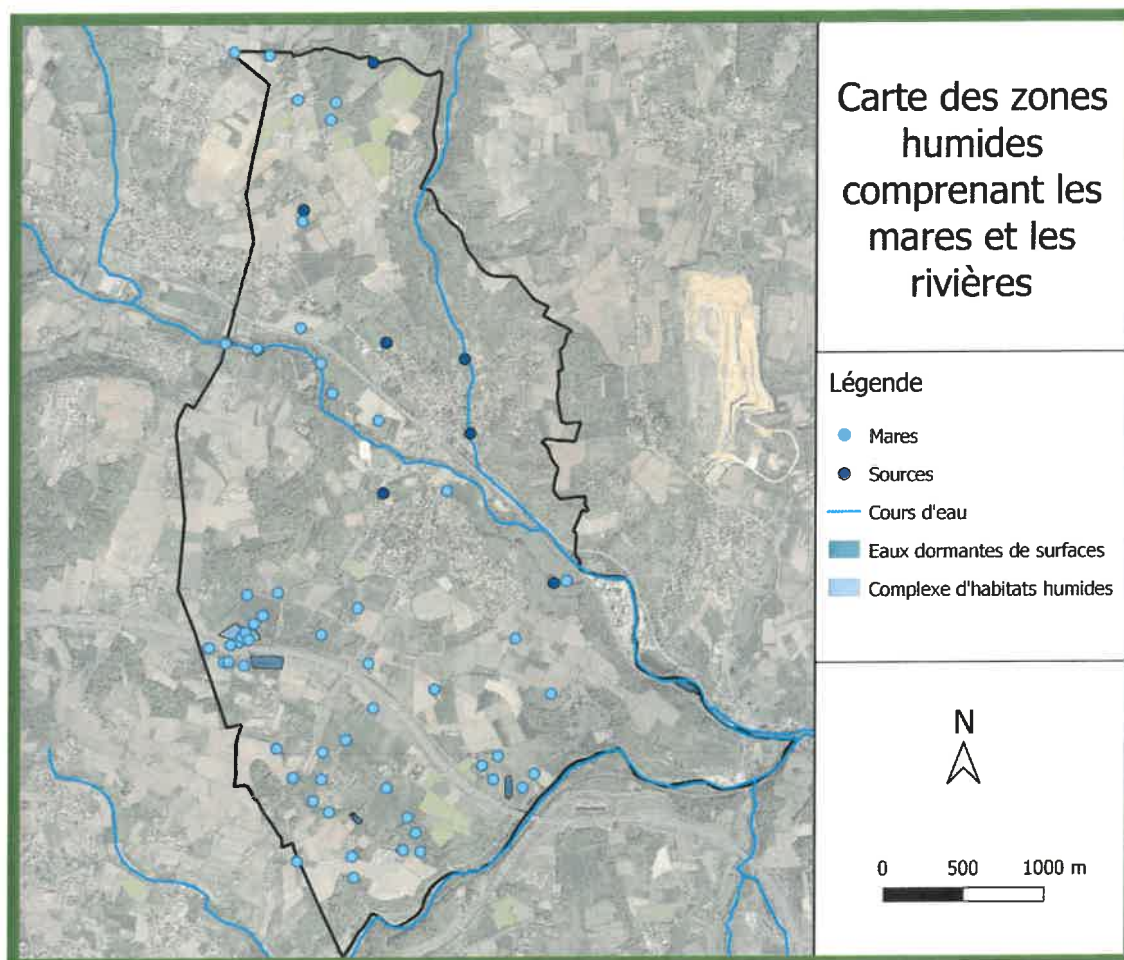 Carte des zones
humides
comprenant les
mares et les
rivières
Légende
Mares
Sources
Cours d'eau
Eaux dormantes de surfaces
Complexe d'habitats humides
N
0 500 1000 m